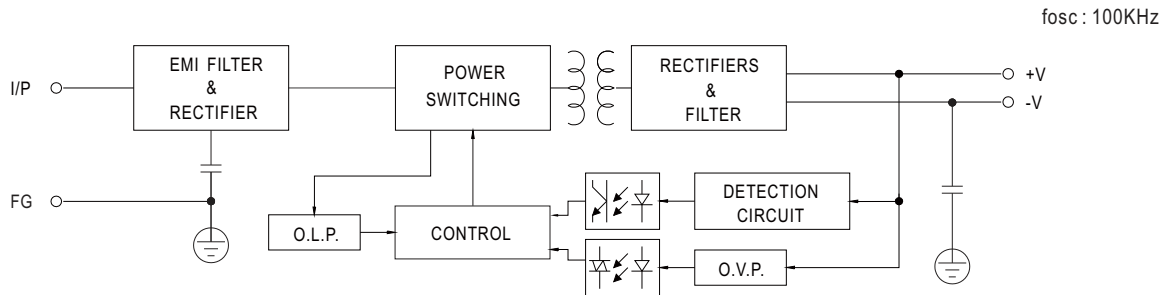 fosc : 100KHz
I/P
EMI FILTER
&
RECTIFIER
POWER
SWITCHING
RECTIFIERS
&
FILTER
+V
-V
FG
O.L.P.
CONTROL
DETECTION
CIRCUIT
O.V.P.